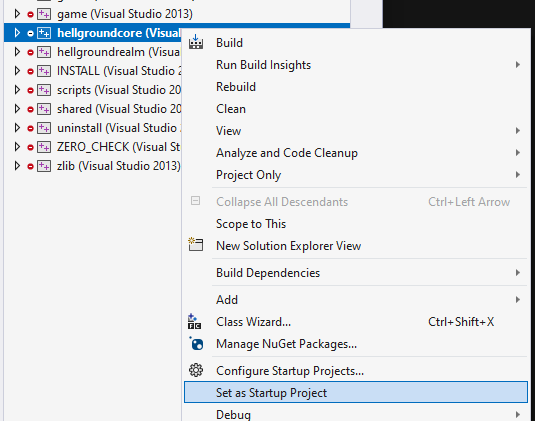 game (Visual Studio 2013)
hellgroundcore (Visual
hellgroundrealm (Visual
INSTALL (Visual Studio 2
scripts (Visual Studio 20
shared (Visual Studio 20
uninstall (Visual Studio
ZERO_CHECK (Visual St
zlib (Visual Studio 2013)
Build
Run Build Insights
Rebuild
Clean
View
Analyze and Code Cleanup
Project Only
Collapse All Descendants Ctrl+Left Arrow
Scope to This
New Solution Explorer View
Build Dependencies
Add
Class Wizard... Ctrl+Shift+X
Manage NuGet Packages...
Configure Startup Projects...
Set as Startup Project
Debug